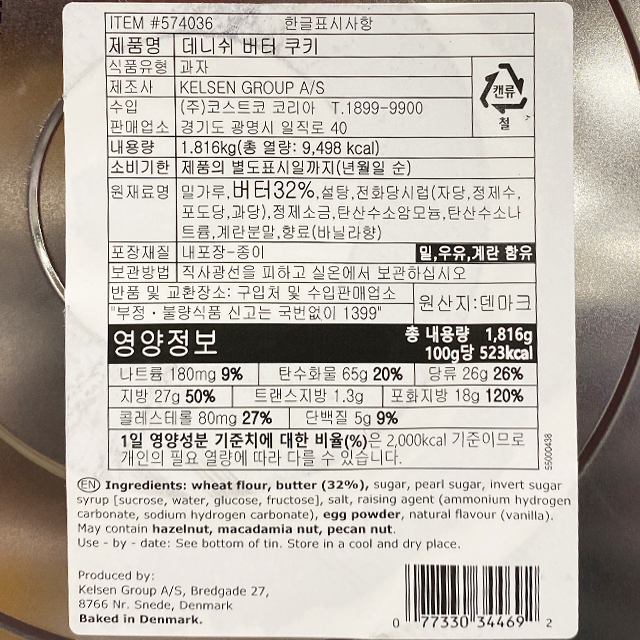 ITEM #574036 한글표시사항
제품명 데니쉬 버터 쿠키
식품유형 과자
제조사 KELSEN GROUP A/S
수입 (주)코스트코 코리아 T.1899-9900
판매업소 경기도 광명시 일직로 40
캔류
철
내용량 1.816kg(총 열량: 9,498 kcal)
소비기한 제품의 별도표시일까지(년월일 순)
원재료명 밀가루,버터32%,설탕,전화당시럽(자당,정제수,
포도당,과당),정제소금,탄산수소암모늄,탄산수소나
트륨,계란분말,향료(바닐라향)
포장재질 내포장-종이 밀,우유,계란 함유
보관방법 직사광선을 피하고 실온에서 보관하십시오
반품 및 교환장소: 구입처 및 수입판매업소
"부정·불량식품 신고는 국번없이 1399"
원산지:덴마크
영양정보
총 내용량 1,816g
100g당 523kcal
나트륨 180mg 9% 탄수화물 65g 20% 당류 26g 26%
지방 27g 50% 트랜스지방 1.3g 포화지방 18g 120%
콜레스테롤 80mg 27% 단백질 5g 9%
1일 영양성분 기준치에 대한 비율(%)은 2,000kcal 기준이므로
개인의 필요 열량에 따라 다를 수 있습니다.
55000438
EN Ingredients: wheat flour, butter (32%), sugar, pearl sugar, invert sugar
syrup [sucrose, water, glucose, fructose], salt, raising agent (ammonium hydrogen
carbonate, sodium hydrogen carbonate), egg powder, natural flavour (vanilla).
May contain hazelnut, macadamia nut, pecan nut.
Use - by - date: See bottom of tin. Store in a cool and dry place.
Produced by:
Kelsen Group A/S, Bredgade 27,
8766 Nr. Snede, Denmark
Baked in Denmark.
0 77330 34469 2